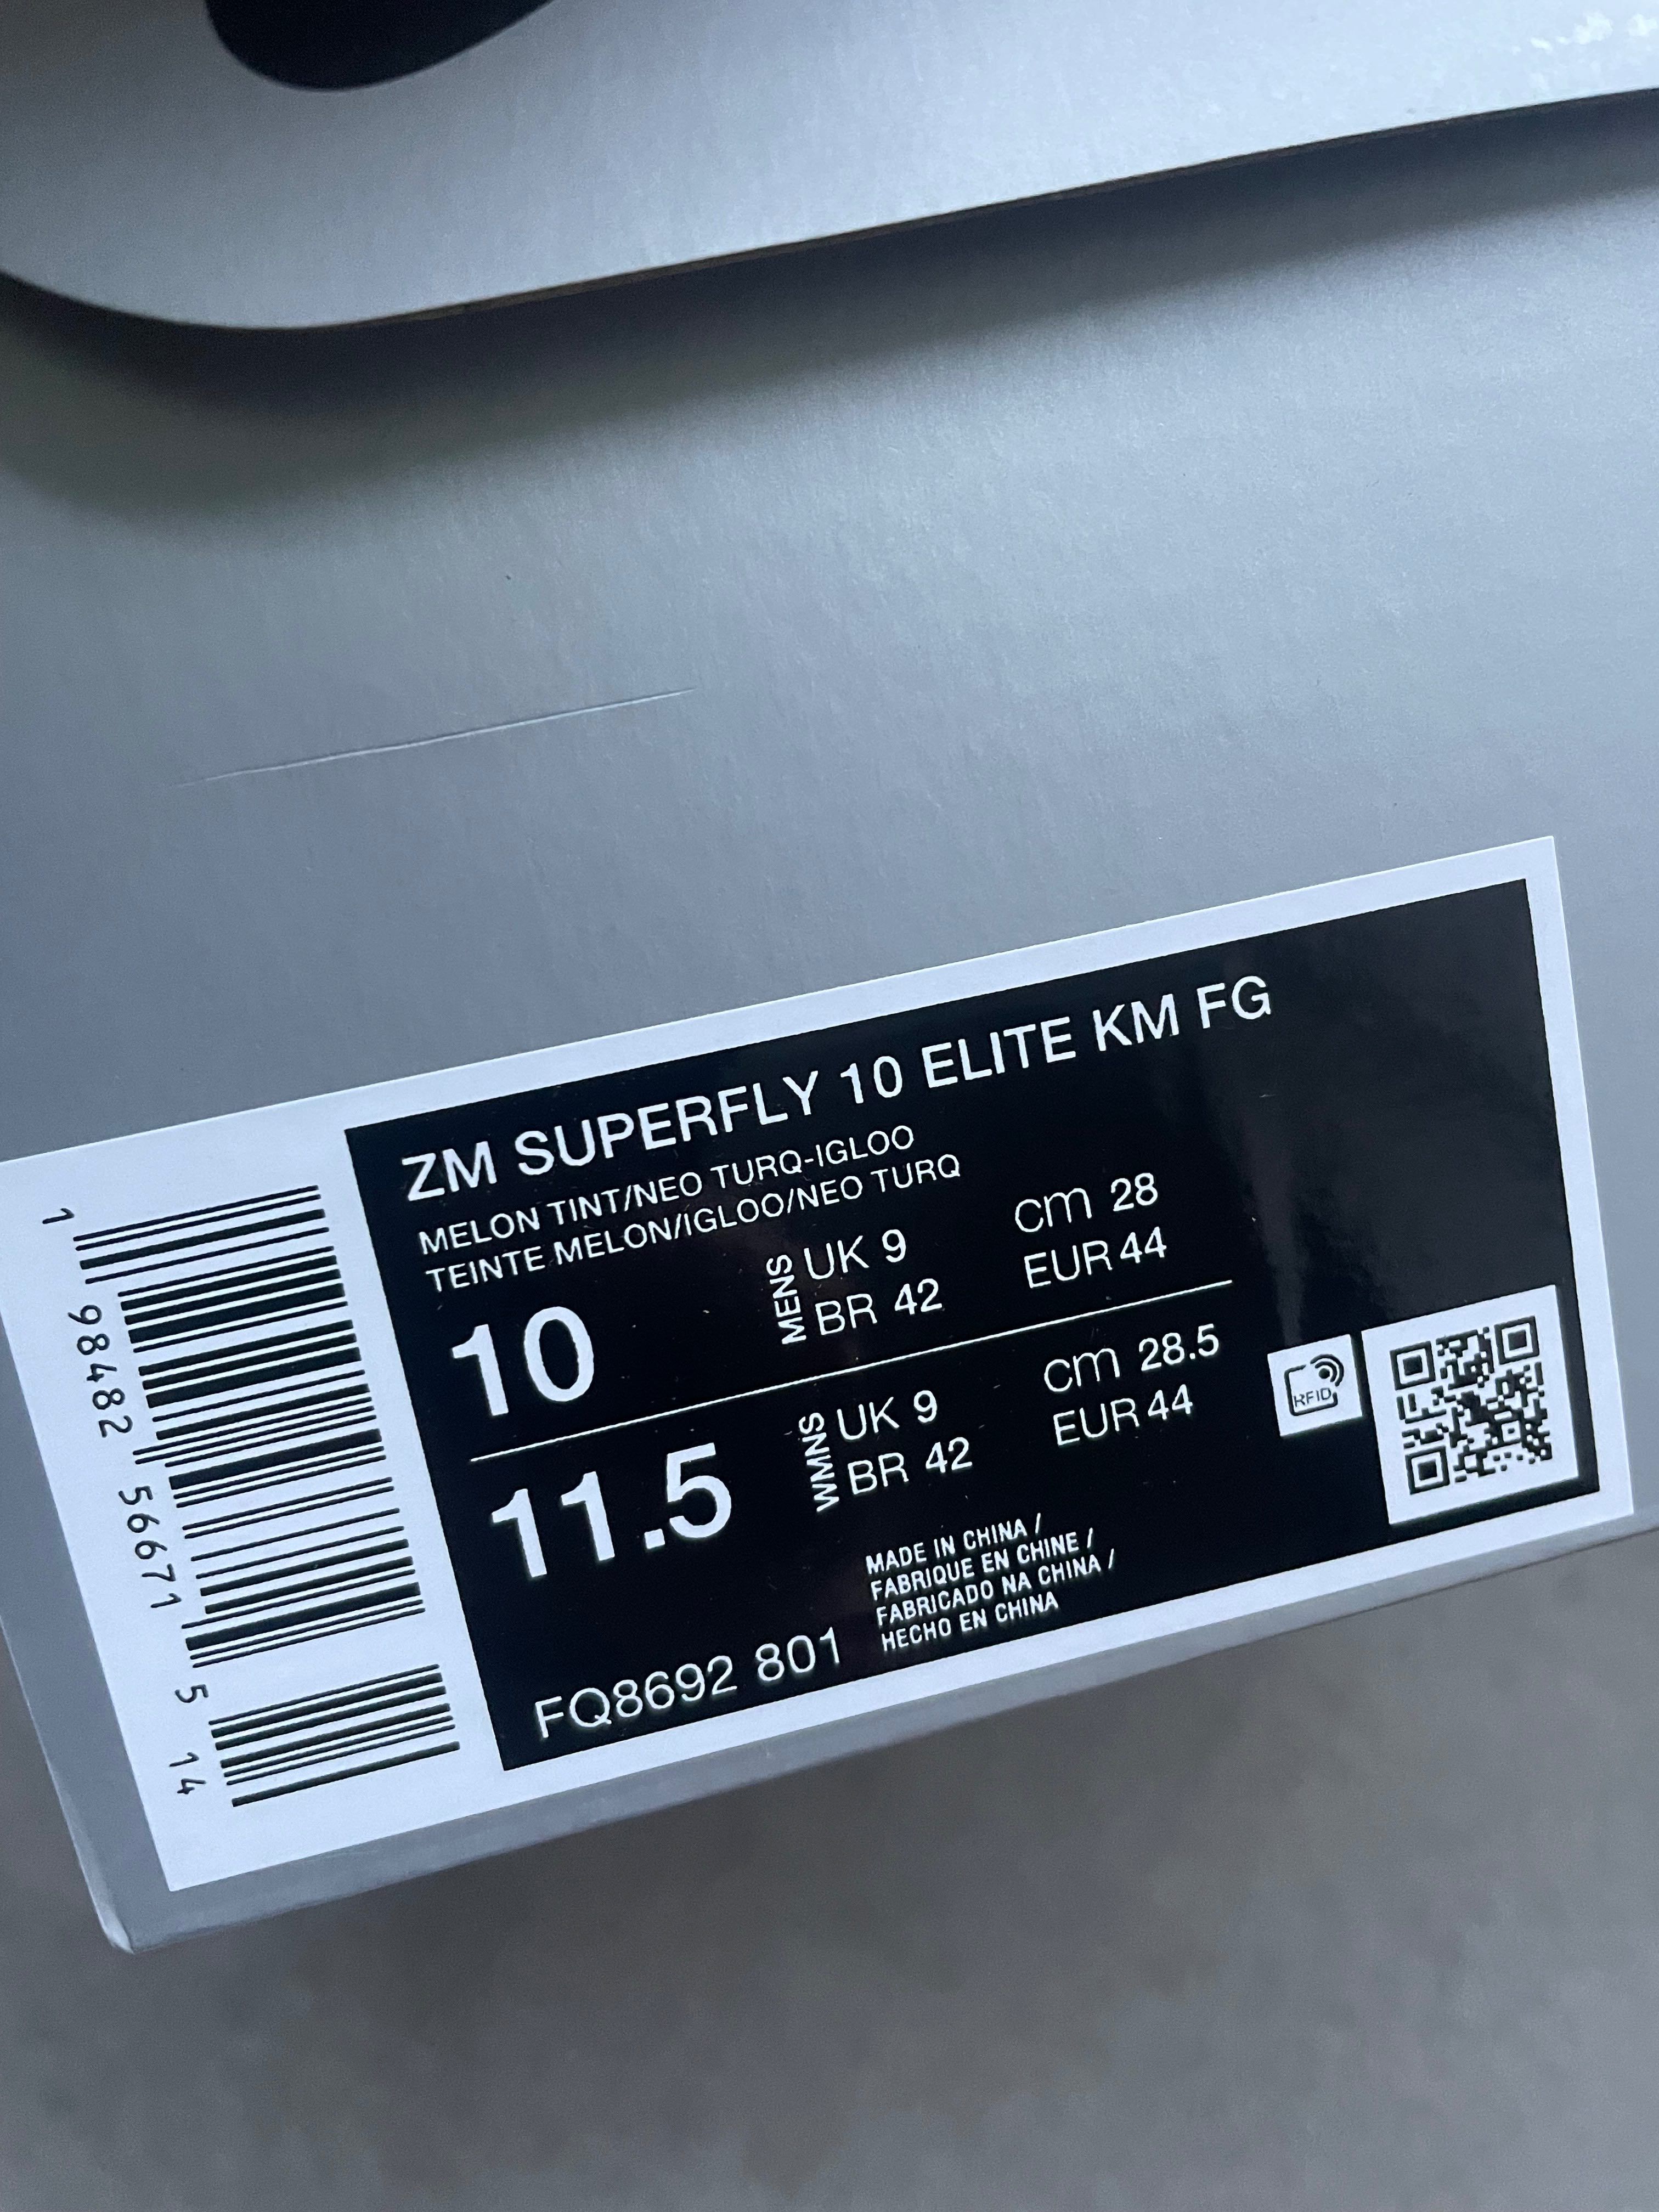 ZM SUPERFLY 10 ELITE KM FG
MELON TINT/NEO TURQ-IGLOO
TEINTE MELON/IGLOO/NEO TURQ
10
MENS
UK 9
cm 28
BR 42
EUR 44
11.5
WMNS
UK 9
cm 28.5
BR 42
EUR 44
RFID
MADE IN CHINA /
FABRIQUE EN CHINE /
FABRICADO NA CHINA /
HECHO EN CHINA
FQ8692 801
1 98482 56671 5 14